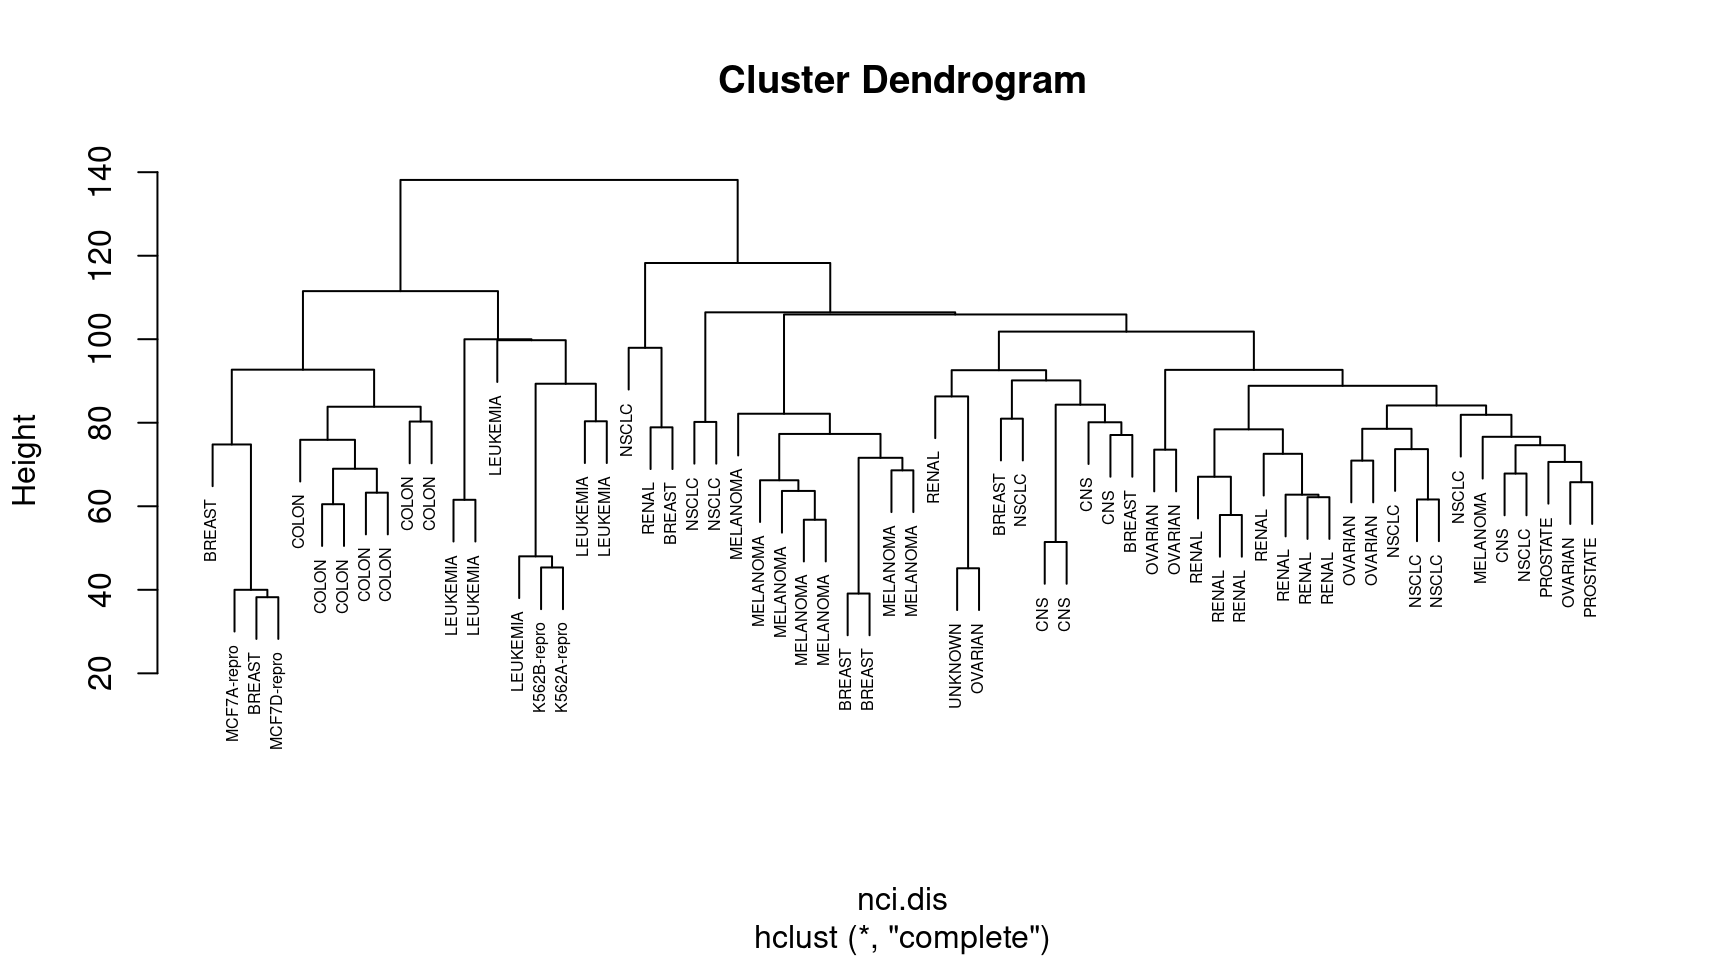 Cluster Dendrogram
Height
140
120
100
80
60
40
20
BREAST
MCF7A-repro
BREAST
MCF7D-repro
COLON
COLON
COLON
COLON
COLON
COLON
COLON
LEUKEMIA
LEUKEMIA
LEUKEMIA
LEUKEMIA
K562B-repro
K562A-repro
LEUKEMIA
LEUKEMIA
NSCLC
RENAL
BREAST
NSCLC
NSCLC
MELANOMA
MELANOMA
MELANOMA
MELANOMA
MELANOMA
BREAST
BREAST
MELANOMA
MELANOMA
RENAL
UNKNOWN
OVARIAN
BREAST
NSCLC
CNS
CNS
CNS
CNS
BREAST
OVARIAN
OVARIAN
RENAL
RENAL
RENAL
RENAL
RENAL
RENAL
RENAL
OVARIAN
OVARIAN
NSCLC
NSCLC
NSCLC
NSCLC
MELANOMA
CNS
NSCLC
PROSTATE
OVARIAN
PROSTATE
nci.dis
hclust (*, "complete")